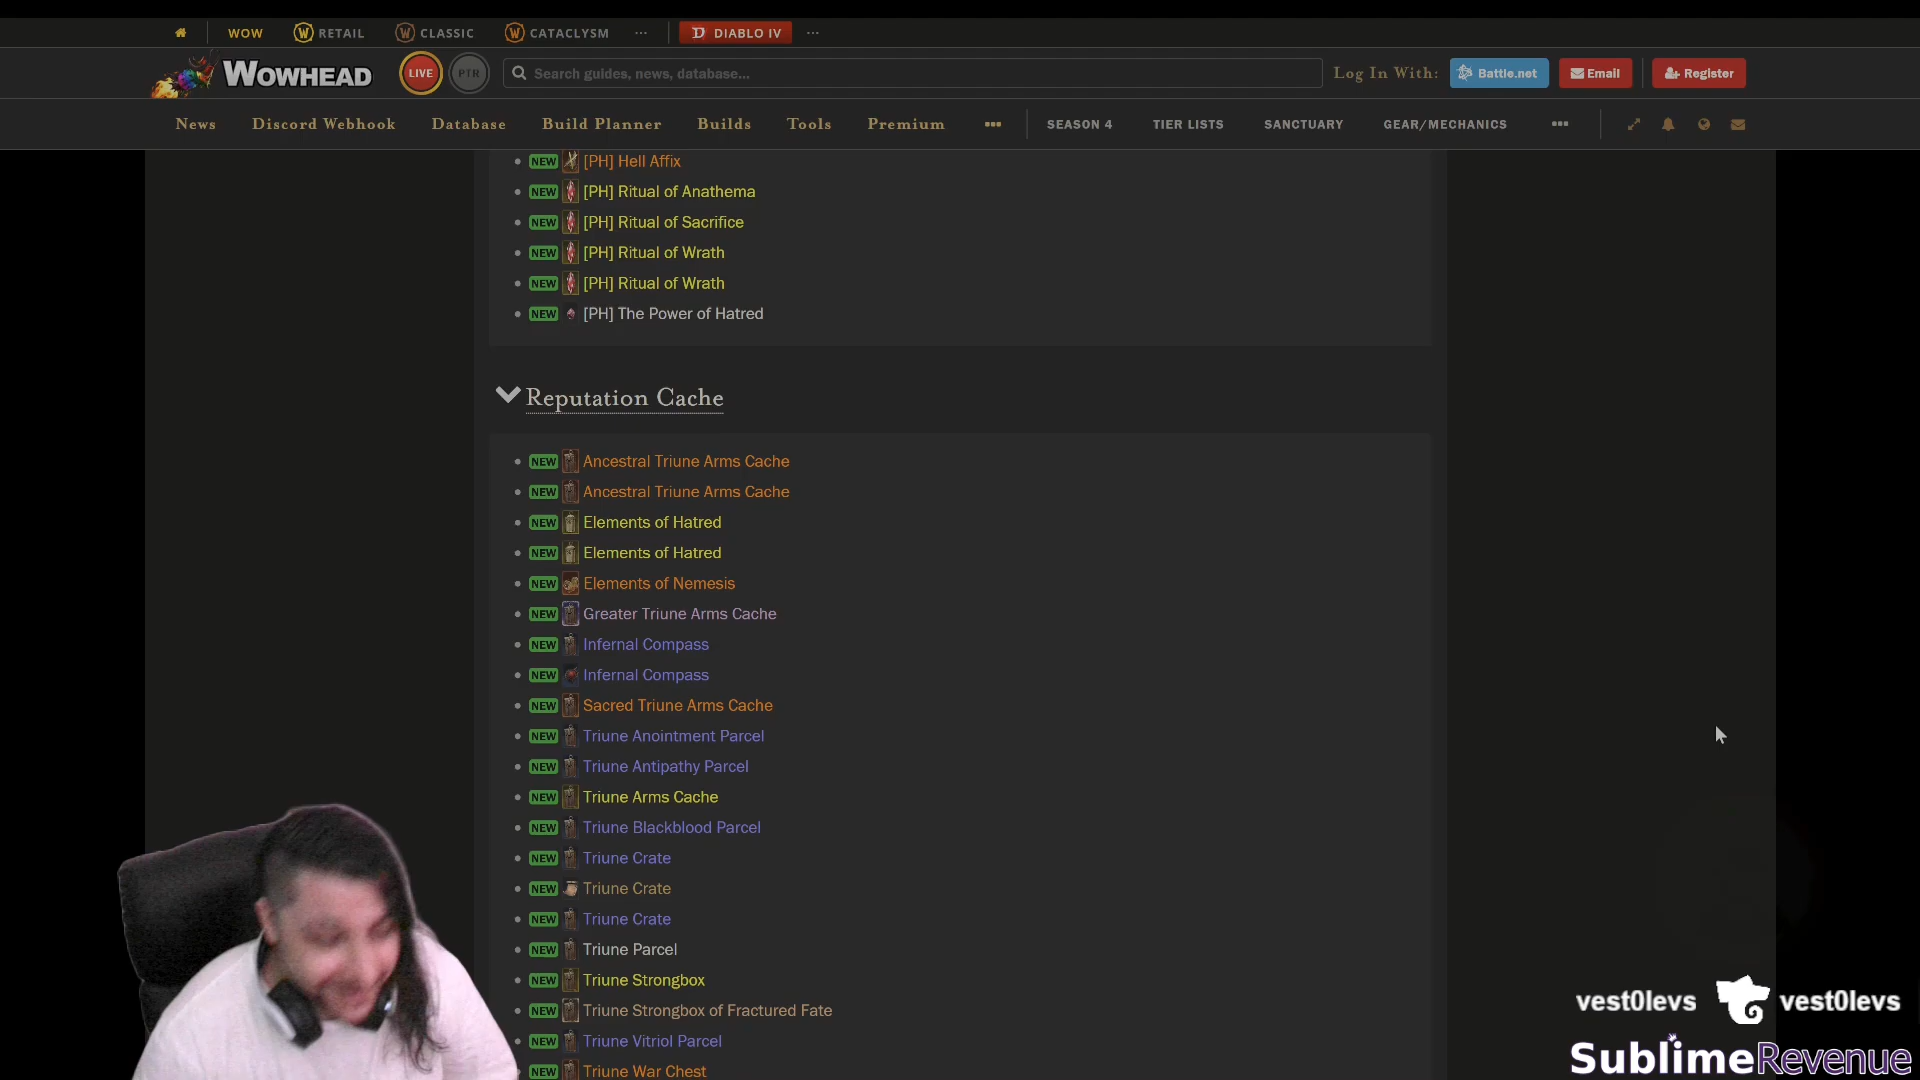 WOW
RETAIL
CLASSIC
CATACLYSM
DIABLO IV
WOWHEAD
LIVE
PTR
Search guides, news, database...
Log In With:
Battle.net
Email
Register
News
Discord Webhook
Database
Build Planner
Builds
Tools
Premium
SEASON 4
TIER LISTS
SANCTUARY
GEAR/MECHANICS
NEW [PH] Hell Affix
NEW [PH] Ritual of Anathema
NEW [PH] Ritual of Sacrifice
NEW [PH] Ritual of Wrath
NEW [PH] Ritual of Wrath
NEW [PH] The Power of Hatred
Reputation Cache
NEW Ancestral Triune Arms Cache
NEW Ancestral Triune Arms Cache
NEW Elements of Hatred
NEW Elements of Hatred
NEW Elements of Nemesis
NEW Greater Triune Arms Cache
NEW Infernal Compass
NEW Infernal Compass
NEW Sacred Triune Arms Cache
NEW Triune Anointment Parcel
NEW Triune Antipathy Parcel
NEW Triune Arms Cache
NEW Triune Blackblood Parcel
NEW Triune Crate
NEW Triune Crate
NEW Triune Crate
NEW Triune Parcel
NEW Triune Strongbox
NEW Triune Strongbox of Fractured Fate
NEW Triune Vitriol Parcel
NEW Triune War Chest
vest0levs vest0levs
SublimeRevenue